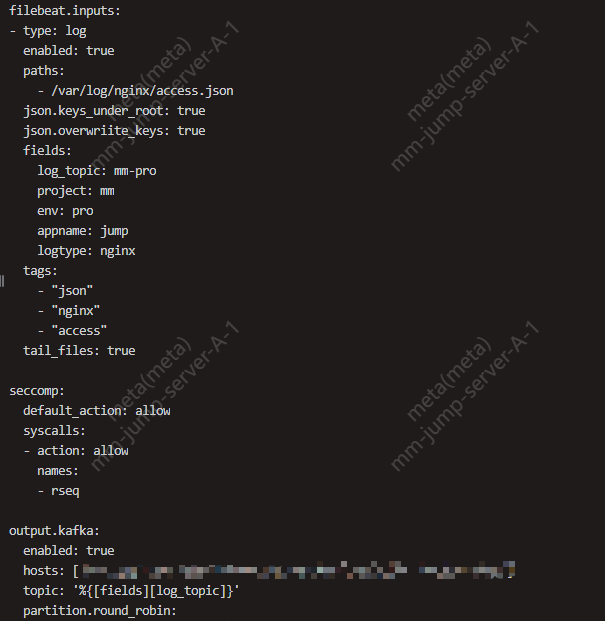 filebeat.inputs:
- type: log
  enabled: true
  paths:
    - /var/log/nginx/access.json
  json.keys_under_root: true
  json.overwriite_keys: true
  fields:
    log_topic: mm-pro
    project: mm
    env: pro
    appname: jump
    logtype: nginx
  tags:
    - "json"
    - "nginx"
    - "access"
  tail_files: true

seccomp:
  default_action: allow
  syscalls:
  - action: allow
    names:
    - rseq

output.kafka:
  enabled: true
  hosts: [
  topic: '%{[fields][log_topic]}'
  partition.round_robin:
meta(meta)
mm-jump-server-A-1
meta(meta)
mm-jump-server-A-1
meta(meta)
mm-jump-server-A-1
meta(meta)
mm-jump-server-A-1